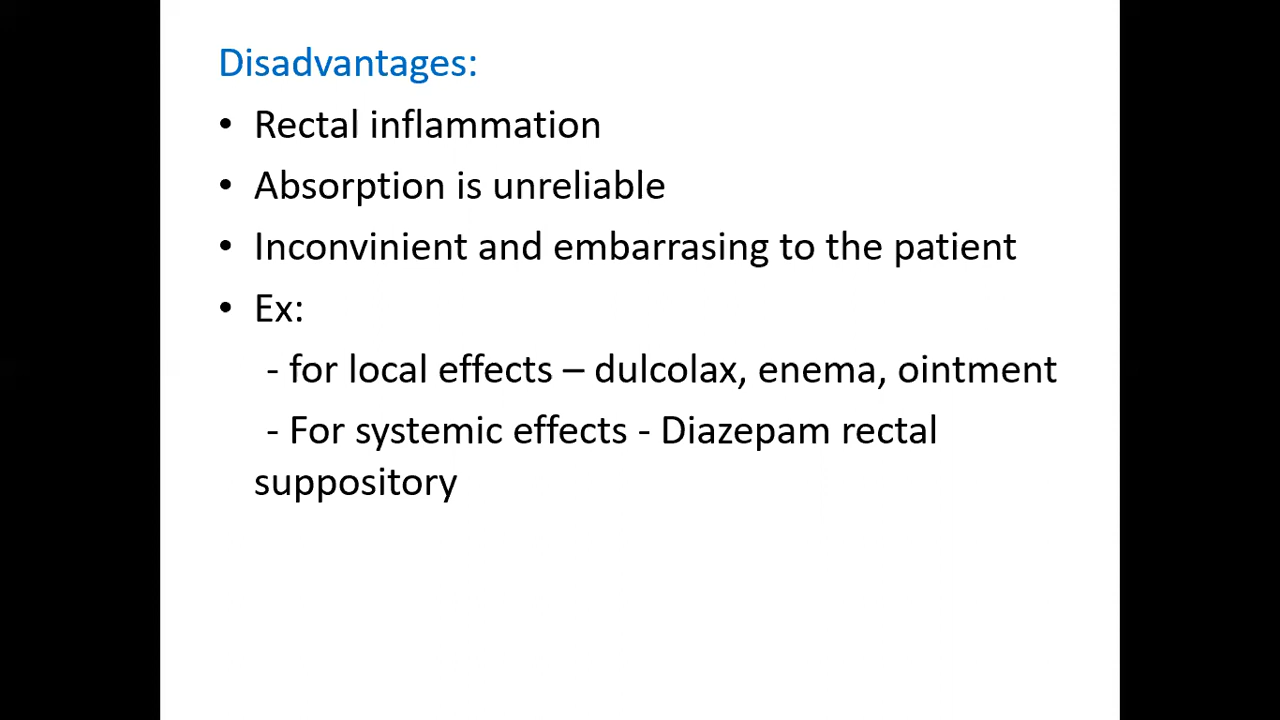 Disadvantages:
• Rectal inflammation
• Absorption is unreliable
• Inconvinient and embarrasing to the patient
• Ex:
- for local effects – dulcolax, enema, ointment
- For systemic effects - Diazepam rectal
suppository